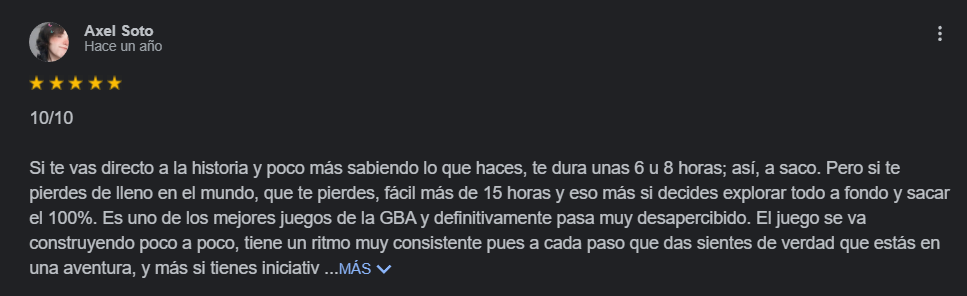 Axel Soto
Hace un año
10/10
Si te vas directo a la historia y poco más sabiendo lo que haces, te dura unas 6 u 8 horas; así, a saco. Pero si te
pierdes de lleno en el mundo, que te pierdes, fácil más de 15 horas y eso más si decides explorar todo a fondo y sacar
el 100%. Es uno de los mejores juegos de la GBA y definitivamente pasa muy desapercibido. El juego se va
construyendo poco a poco, tiene un ritmo muy consistente pues a cada paso que das sientes de verdad que estás en
una aventura, y más si tienes iniciativ ...MÁS